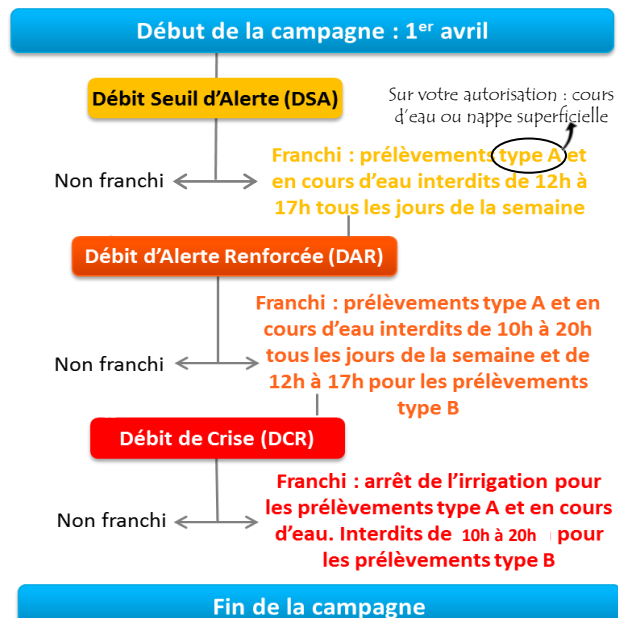 Début de la campagne : 1er avril
Débit Seuil d'Alerte (DSA)
Sur votre autorisation : cours
d'eau ou nappe superficielle
Franchi : prélèvements type A et
en cours d'eau interdits de 12h à
17h tous les jours de la semaine
Non franchi
Débit d'Alerte Renforcée (DAR)
Franchi : prélèvements type A et en
cours d'eau interdits de 10h à 20h
tous les jours de la semaine et de
12h à 17h pour les prélèvements
type B
Non franchi
Débit de Crise (DCR)
Franchi : arrêt de l'irrigation pour
les prélèvements type A et en cours
d'eau. Interdits de 10h à 20h pour
les prélèvements type B
Non franchi
Fin de la campagne